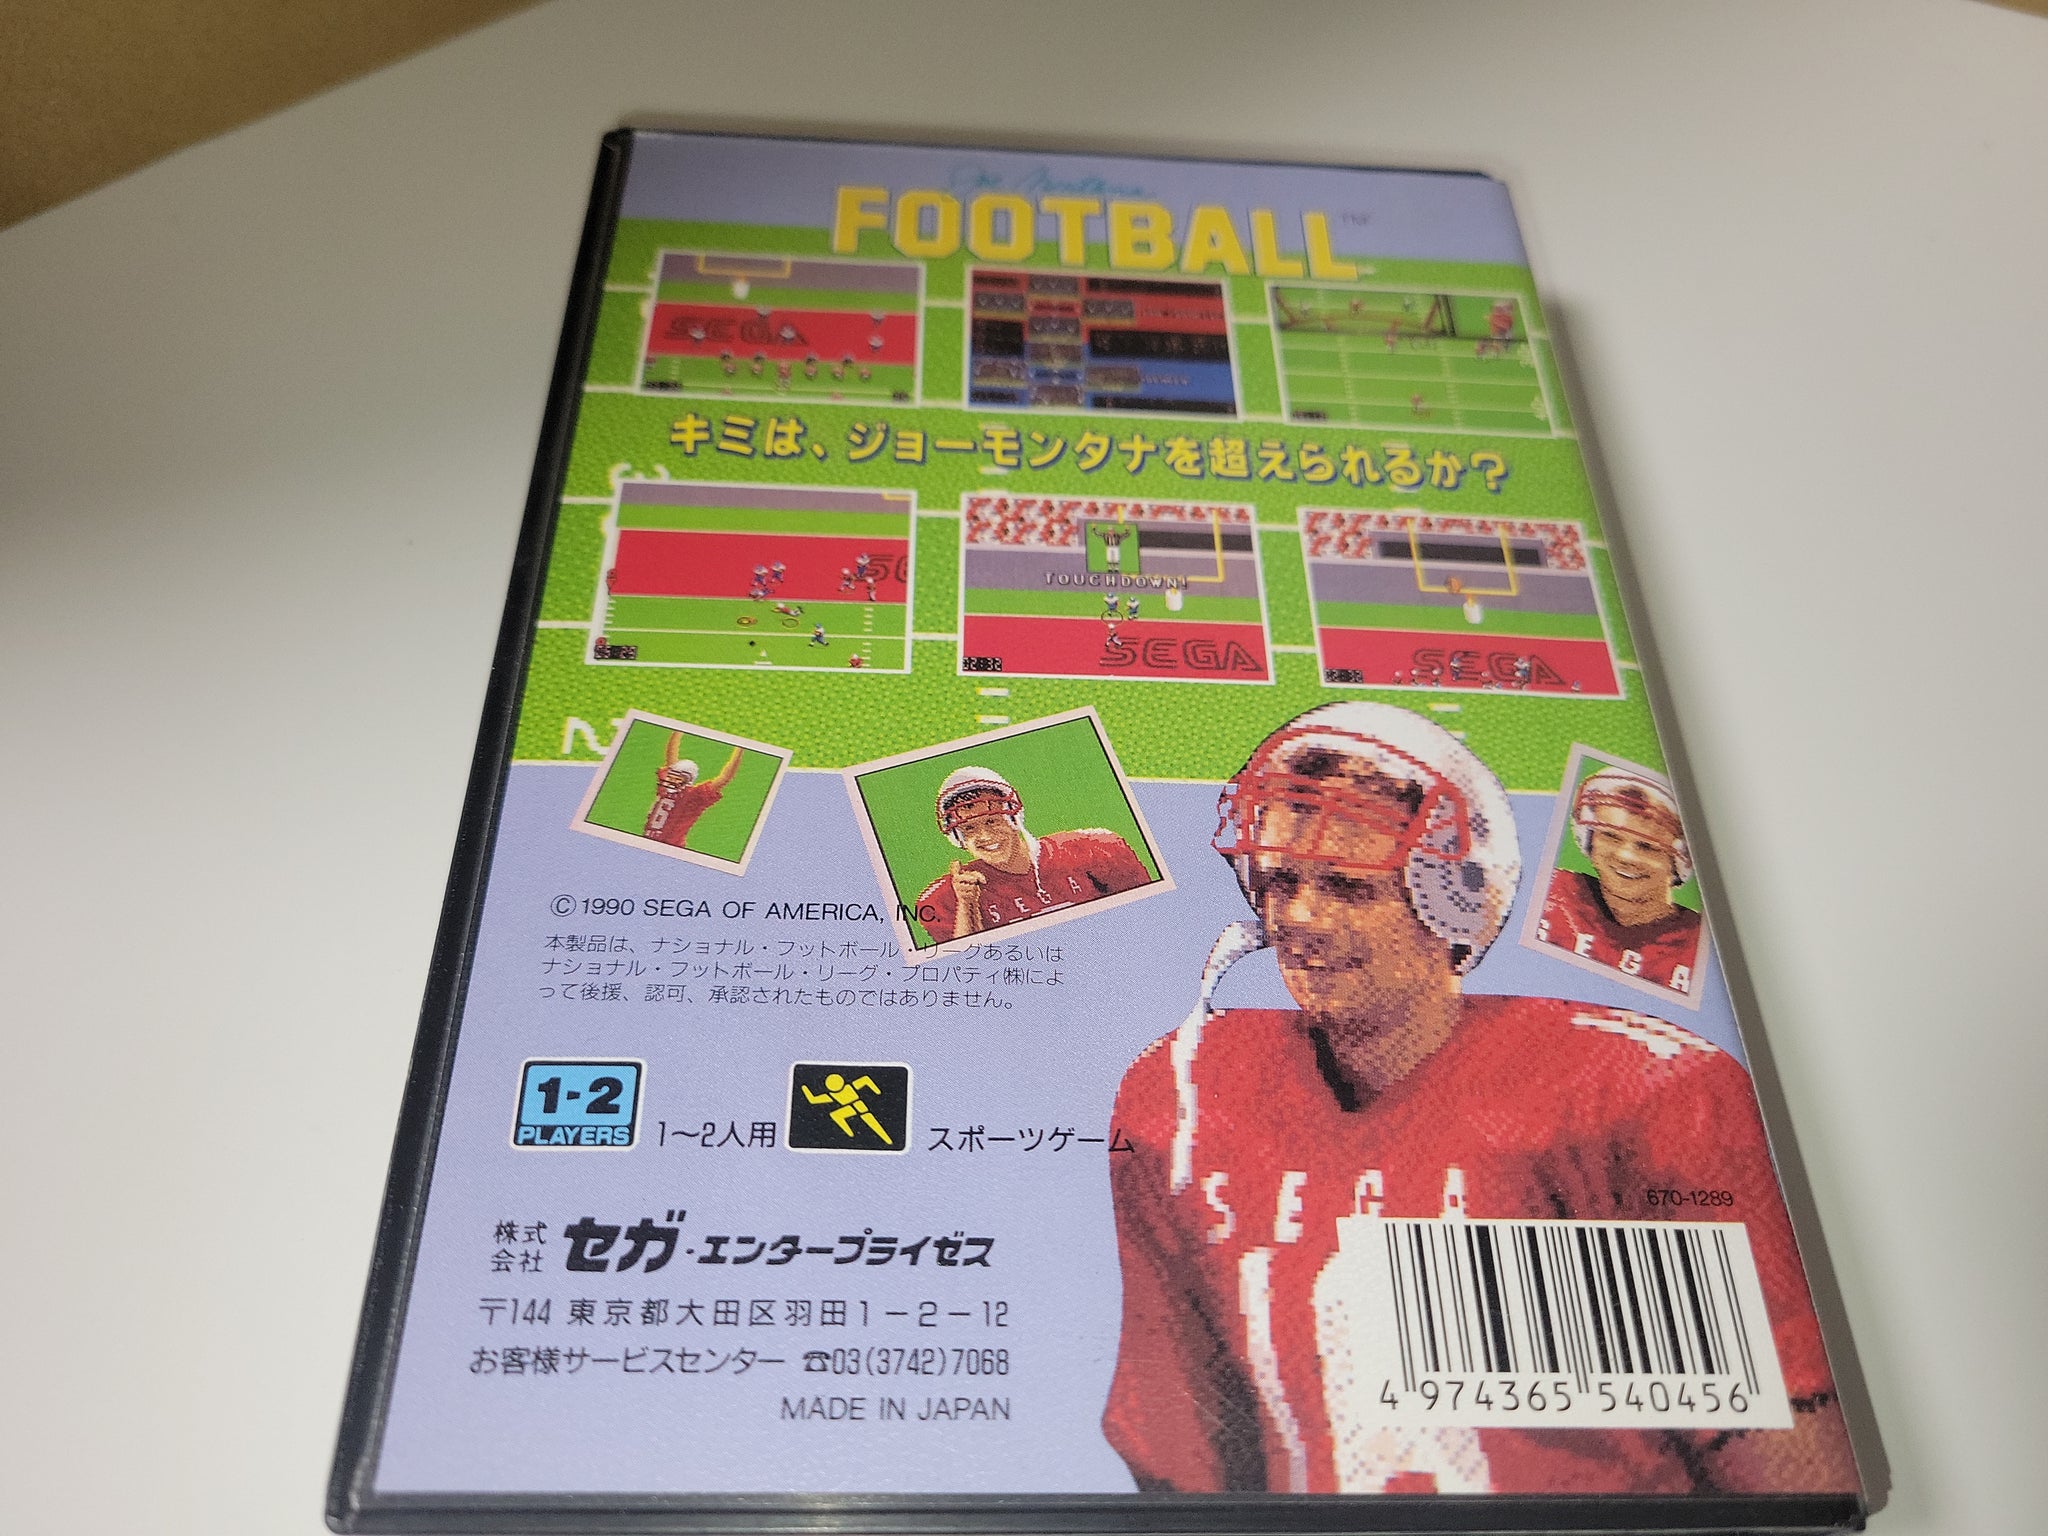 Joe Montana
FOOTBALL™
SEGA
キミは、ジョーモンタナを超えられるか?
SEGA
TOUCHDOWN!
SEGA
SEGA
SEGA
SEGA
©1990 SEGA OF AMERICA, INC.
本製品は、ナショナル・フットボール・リーグあるいは
ナショナル・フットボール・リーグ・プロパティ㈱によ
って後援、認可、承認されたものではありません。
1-2
PLAYERS
1〜2人用
スポーツゲーム
SEGA
670-1289
株式会社 セガ・エンタープライゼス
〒144 東京都大田区羽田1-2-12
お客様サービスセンター ☎03(3742)7068
MADE IN JAPAN
4 974365 540456